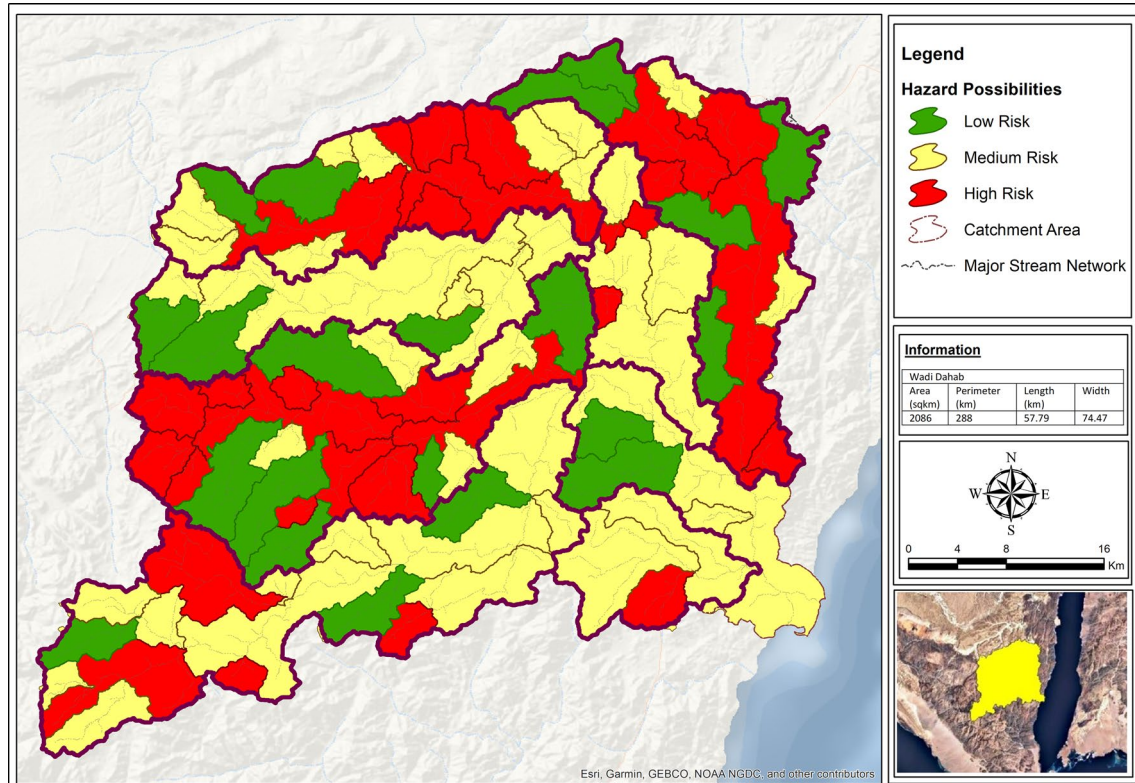 Legend
Hazard Possibilities
Low Risk
Medium Risk
High Risk
Catchment Area
Major Stream Network
Information
Wadi Dahab
Area (sqkm) Perimeter (km) Length (km) Width
2086 288 57.79 74.47
N
W E
S
0 4 8 16
Km
Esri, Garmin, GEBCO, NOAA NGDC, and other contributors